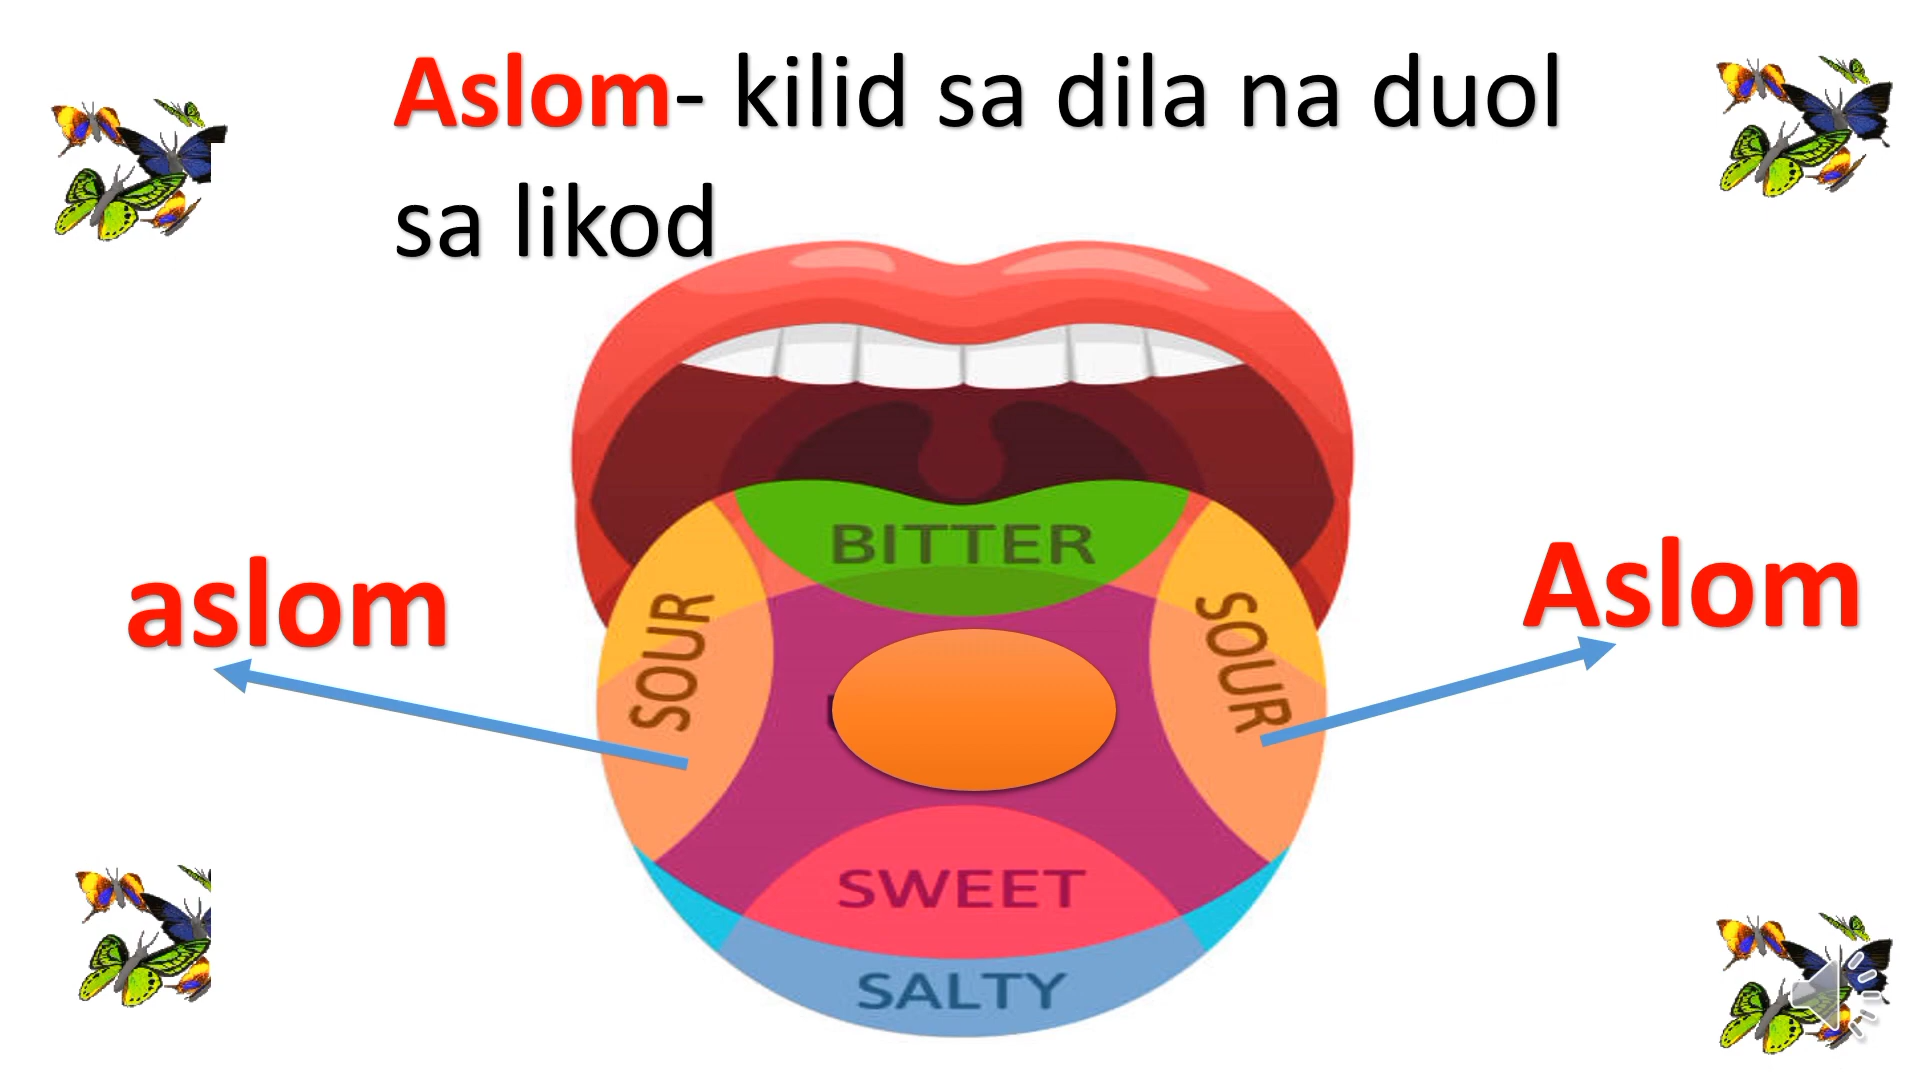 Aslom- kilid sa dila na duol
sa likod
BITTER
aslom
SOUR
SOUR
Aslom
SWEET
SALTY